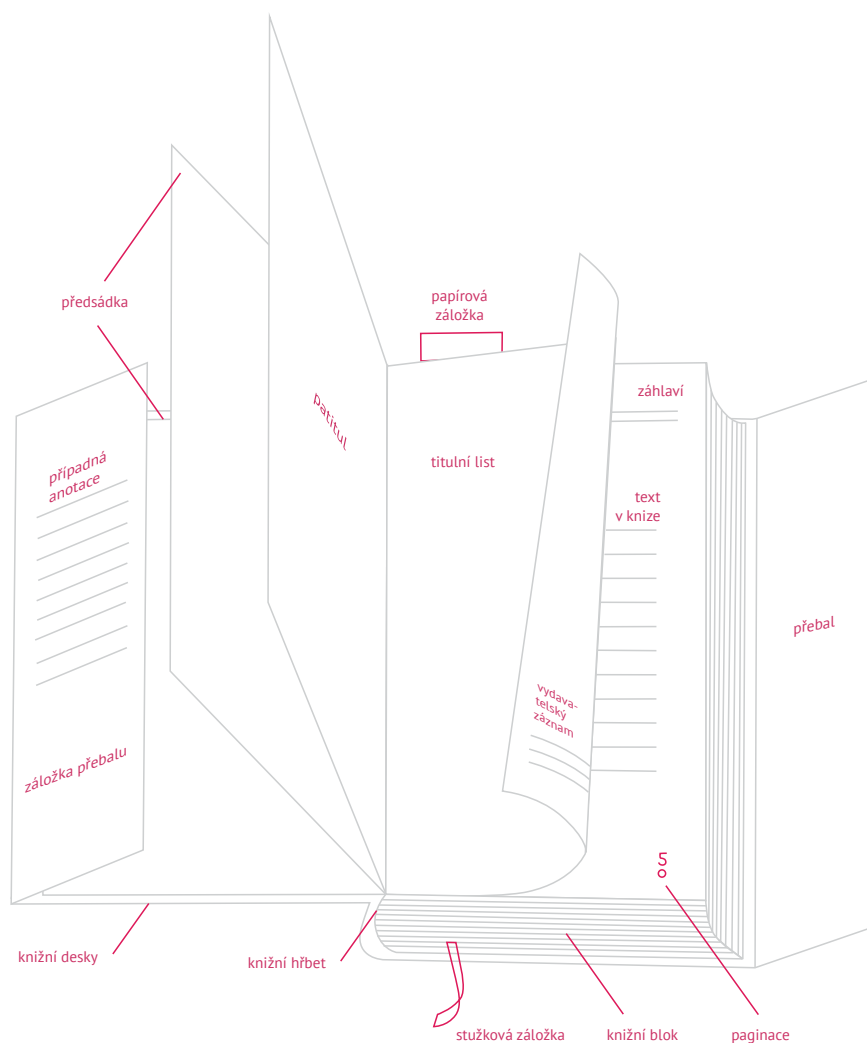 papírová
záložka
předsádka
záhlaví
patitul
případná
anotace
titulní list
text
v knize
přebal
vydava-
telský
záznam
záložka přebalu
5
knižní desky
knižní hřbet
stužková záložka
knižní blok
paginace